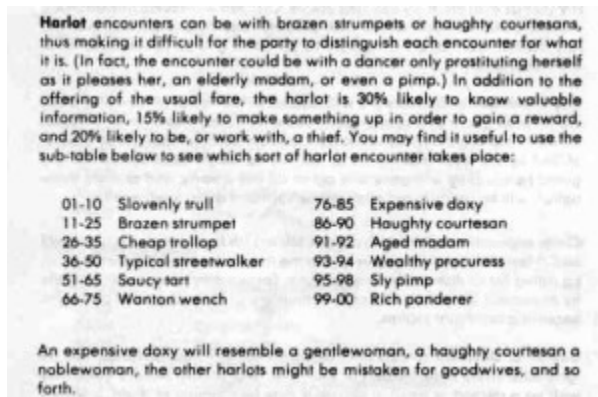 Harlot encounters can be with brazen strumpets or haughty courtesans,
thus making it difficult for the party to distinguish each encounter for what
it is. (In fact, the encounter could be with a dancer only prostituting herself
as it pleases her, an elderly madam, or even a pimp.) In addition to the
offering of the usual fare, the harlot is 30% likely to know valuable
information, 15% likely to make something up in order to gain a reward,
and 20% likely to be, or work with, a thief. You may find it useful to use the
sub-table below to see which sort of harlot encounter takes place:
01-10 Slovenly trull 76-85 Expensive doxy
11-25 Brazen strumpet 86-90 Haughty courtesan
26-35 Cheap trollop 91-92 Aged madam
36-50 Typical streetwalker 93-94 Wealthy procuress
51-65 Saucy tart 95-98 Sly pimp
66-75 Wanton wench 99-00 Rich panderer
An expensive doxy will resemble a gentlewoman, a haughty courtesan a
noblewoman, the other harlots might be mistaken for goodwives, and so
forth.